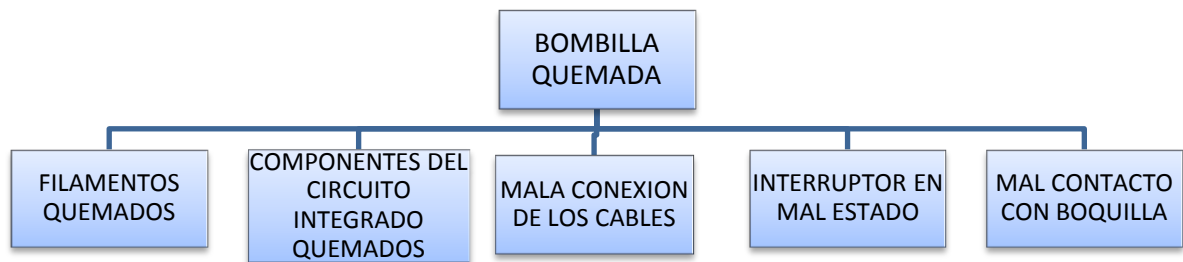 BOMBILLA
QUEMADA
FILAMENTOS
QUEMADOS
COMPONENTES DEL
CIRCUITO
INTEGRADO
QUEMADOS
MALA CONEXION
DE LOS CABLES
INTERRUPTOR EN
MAL ESTADO
MAL CONTACTO
CON BOQUILLA